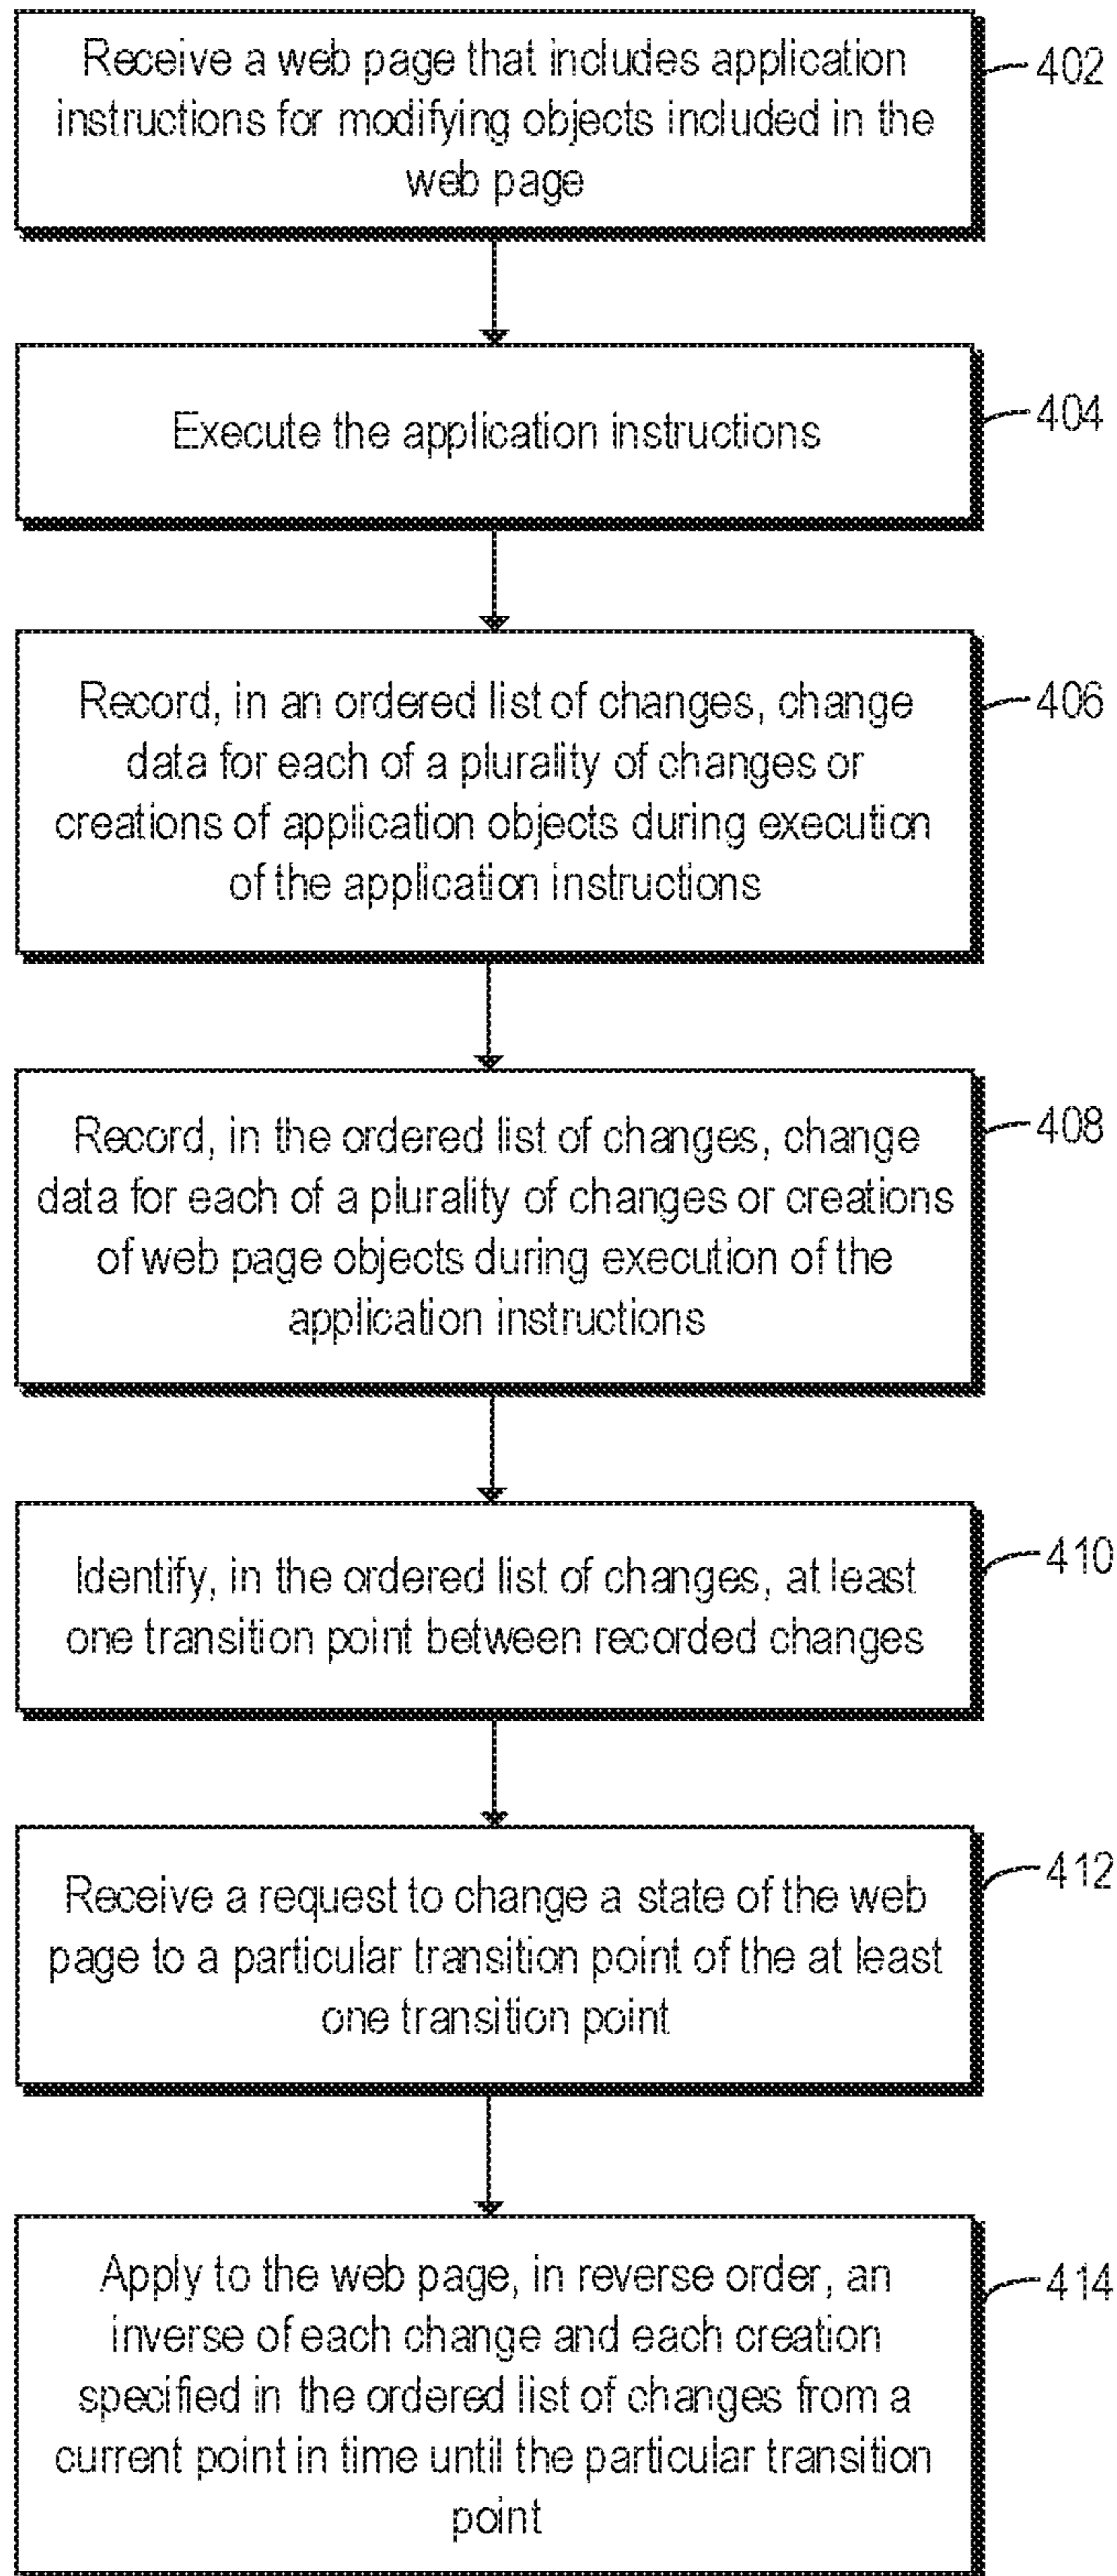 Receive a web page that includes application
instructions for modifying objects included in the
web page
402
Execute the application instructions
404
Record, in an ordered list of changes, change
data for each of a plurality of changes or
creations of application objects during execution
of the application instructions
406
Record, in the ordered list of changes, change
data for each of a plurality of changes or creations
of web page objects during execution of the
application instructions
408
Identify, in the ordered list of changes, at least
one transition point between recorded changes
410
Receive a request to change a state of the web
page to a particular transition point of the at least
one transition point
412
Apply to the web page, in reverse order, an
inverse of each change and each creation
specified in the ordered list of changes from a
current point in time until the particular transition
point
414